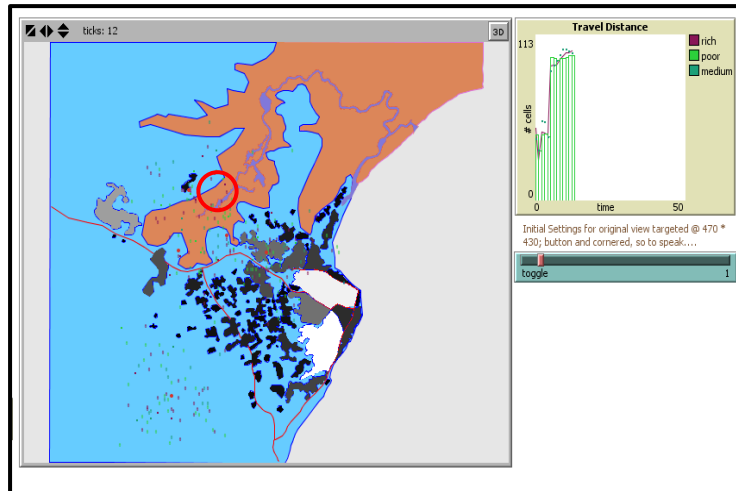 ticks: 12
3D
Travel Distance
113
# cells
0
0
time
50
rich
poor
medium
Initial Settings for original view targeted @ 470 *
430; button and cornered, so to speak....
toggle
1